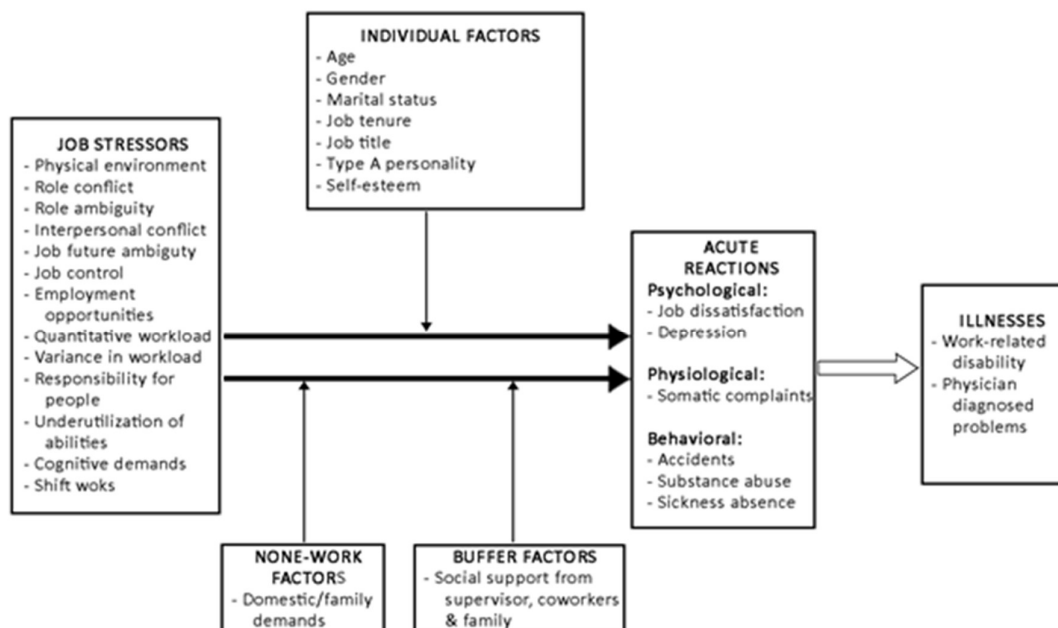 INDIVIDUAL FACTORS
- Age
- Gender
- Marital status
- Job tenure
- Job title
- Type A personality
- Self-esteem
JOB STRESSORS
- Physical environment
- Role conflict
- Role ambiguity
- Interpersonal conflict
- Job future ambiguty
- Job control
- Employment
opportunities
- Quantitative workload
- Variance in workload
- Responsibility for
people
- Underutilization of
abilities
- Cognitive demands
- Shift woks
NONE-WORK
FACTORS
- Domestic/family
demands
BUFFER FACTORS
- Social support from
supervisor, coworkers
& family
ACUTE
REACTIONS
Psychological:
- Job dissatisfaction
- Depression
Physiological:
- Somatic complaints
Behavioral:
- Accidents
- Substance abuse
- Sickness absence
ILLNESSES
- Work-related
disability
- Physician
diagnosed
problems